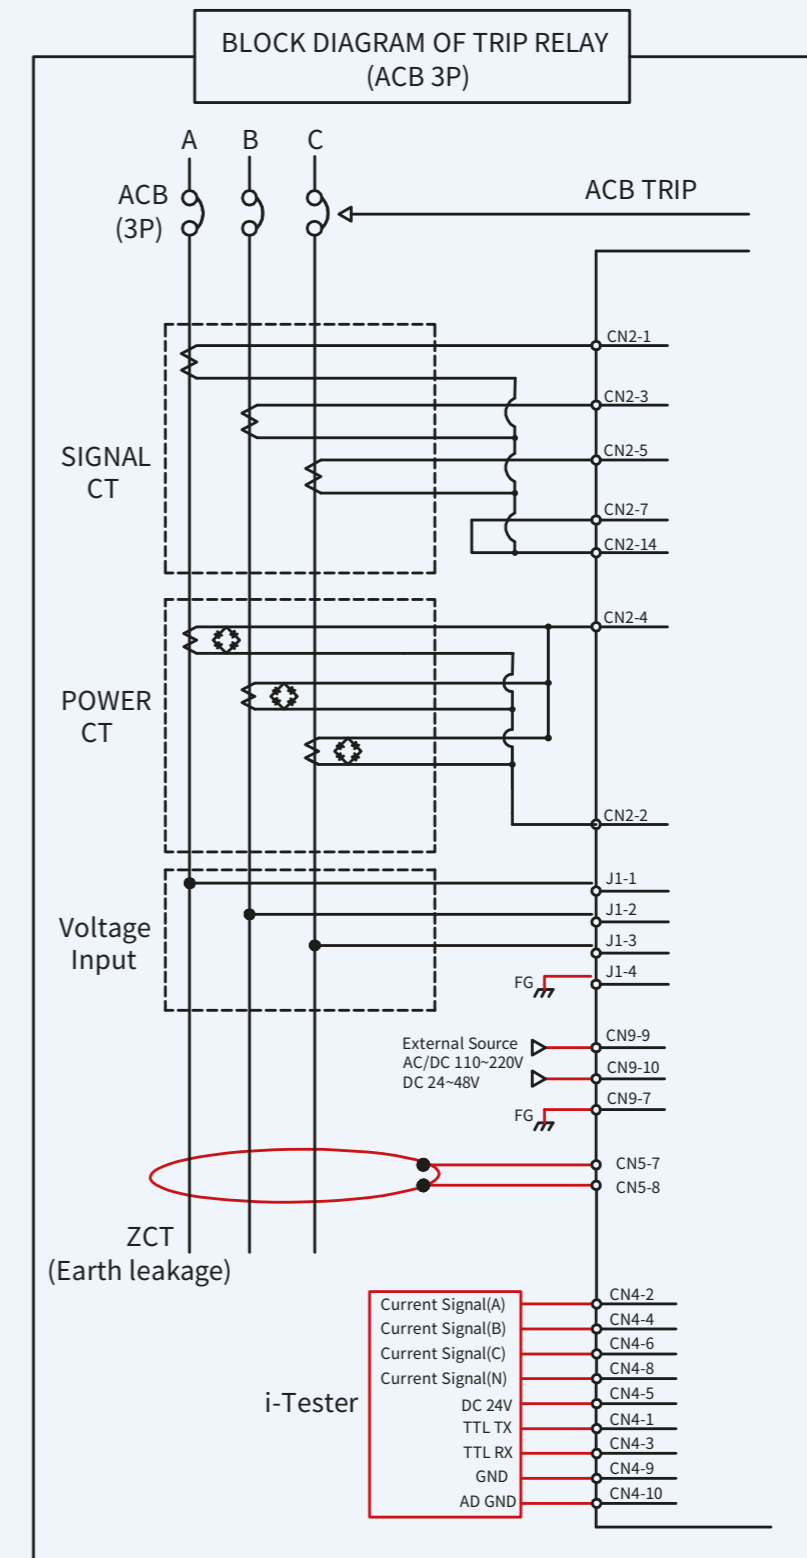 BLOCK DIAGRAM OF TRIP RELAY
(ACB 3P)
A B C
ACB
(3P)
ACB TRIP
SIGNAL
CT
CN2-1
CN2-3
CN2-5
CN2-7
CN2-14
POWER
CT
CN2-4
CN2-2
Voltage
Input
J1-1
J1-2
J1-3
J1-4
FG
External Source
AC/DC 110~220V
DC 24~48V
CN9-9
CN9-10
CN9-7
FG
CN5-7
CN5-8
ZCT
(Earth leakage)
i-Tester
Current Signal(A) CN4-2
Current Signal(B) CN4-4
Current Signal(C) CN4-6
Current Signal(N) CN4-8
DC 24V CN4-5
TTL TX CN4-1
TTL RX CN4-3
GND CN4-9
AD GND CN4-10